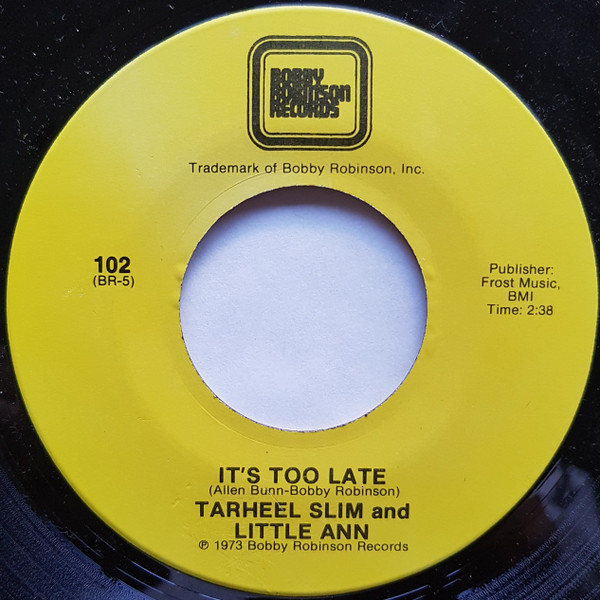 BOBBY
ROBINSON
RECORDS
Trademark of Bobby Robinson, Inc.
102
(BR-5)
Publisher:
Frost Music,
BMI
Time: 2:38
IT'S TOO LATE
(Allen Bunn-Bobby Robinson)
TARHEEL SLIM and
LITTLE ANN
℗ 1973 Bobby Robinson Records